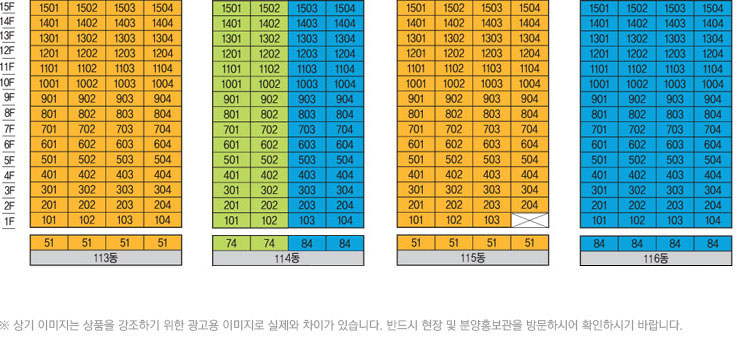 15F 1501 1502 1503 1504 1501 1502 1503 1504 1501 1502 1503 1504 1501 1502 1503 1504
14F 1401 1402 1403 1404 1401 1402 1403 1404 1401 1402 1403 1404 1401 1402 1403 1404
13F 1301 1302 1303 1304 1301 1302 1303 1304 1301 1302 1303 1304 1301 1302 1303 1304
12F 1201 1202 1203 1204 1201 1202 1203 1204 1201 1202 1203 1204 1201 1202 1203 1204
11F 1101 1102 1103 1104 1101 1102 1103 1104 1101 1102 1103 1104 1101 1102 1103 1104
10F 1001 1002 1003 1004 1001 1002 1003 1004 1001 1002 1003 1004 1001 1002 1003 1004
9F 901 902 903 904 901 902 903 904 901 902 903 904 901 902 903 904
8F 801 802 803 804 801 802 803 804 801 802 803 804 801 802 803 804
7F 701 702 703 704 701 702 703 704 701 702 703 704 701 702 703 704
6F 601 602 603 604 601 602 603 604 601 602 603 604 601 602 603 604
5F 501 502 503 504 501 502 503 504 501 502 503 504 501 502 503 504
4F 401 402 403 404 401 402 403 404 401 402 403 404 401 402 403 404
3F 301 302 303 304 301 302 303 304 301 302 303 304 301 302 303 304
2F 201 202 203 204 201 202 203 204 201 202 203 204 201 202 203 204
1F 101 102 103 104 101 102 103 104 101 102 103 101 102 103 104
51 51 51 51 74 74 84 84 51 51 51 51 84 84 84 84
113동 114동 115동 116동
※ 상기 이미지는 상품을 강조하기 위한 광고용 이미지로 실제와 차이가 있습니다. 반드시 현장 및 분양홍보관을 방문하시어 확인하시기 바랍니다.